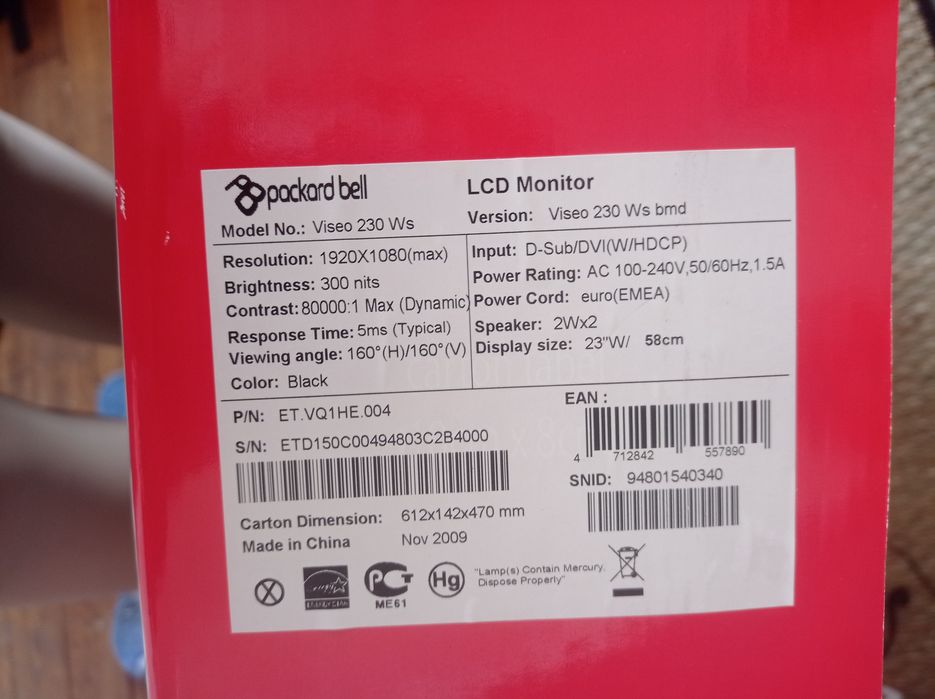 packard bell
LCD Monitor
Model No.: Viseo 230 Ws
Version: Viseo 230 Ws bmd
Resolution: 1920X1080(max)
Brightness: 300 nits
Contrast: 80000:1 Max (Dynamic)
Response Time: 5ms (Typical)
Viewing angle: 160°(H)/160°(V)
Color: Black
Input: D-Sub/DVI(W/HDCP)
Power Rating: AC 100-240V,50/60Hz,1.5A
Power Cord: euro(EMEA)
Speaker: 2Wx2
Display size: 23"W/ 58cm
P/N: ET.VQ1HE.004
S/N: ETD150C00494803C2B4000
EAN :
4 712842 557890
SNID: 94801540340
Carton Dimension: 612x142x470 mm
Made in China Nov 2009
ENERGY STAR
ME61
Hg
"Lamp(s) Contain Mercury,
Dispose Properly"